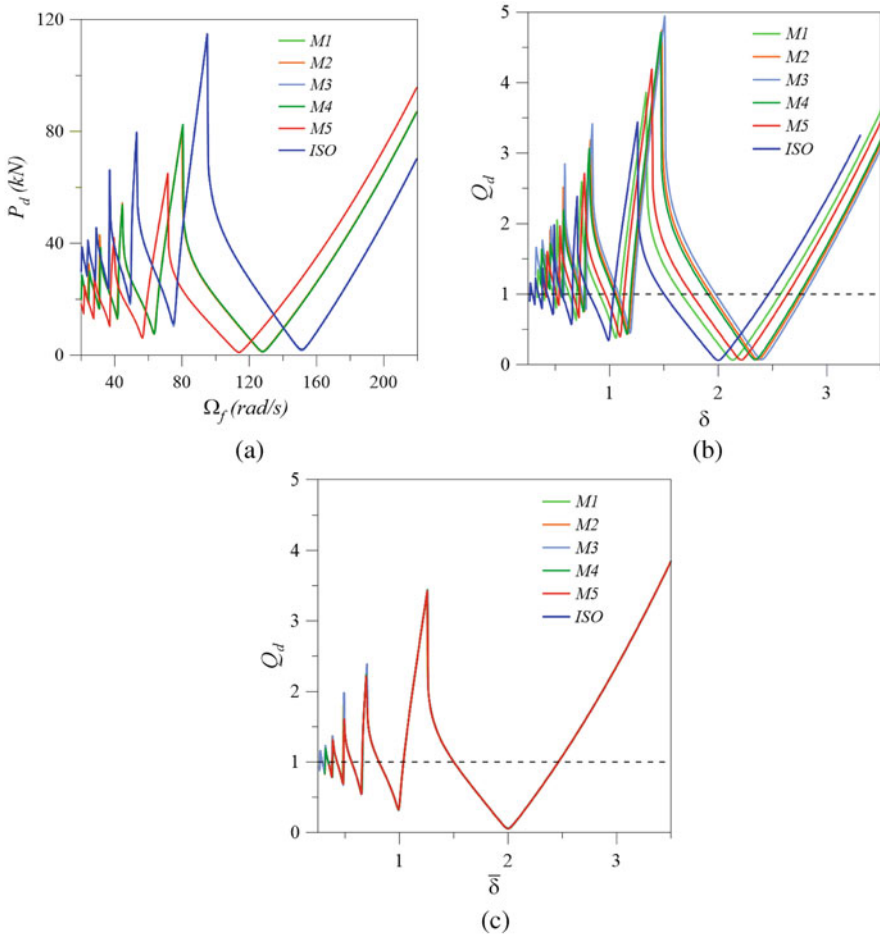 120
80
40
0
P_d (kN)
M1
M2
M3
M4
M5
ISO
40
80
120
160
200
Ω_f (rad/s)
(a)
5
4
3
2
1
0
Q_d
M1
M2
M3
M4
M5
ISO
1
2
3
δ
(b)
5
4
3
2
1
0
Q_d
M1
M2
M3
M4
M5
ISO
1
2
3
δ̅
(c)